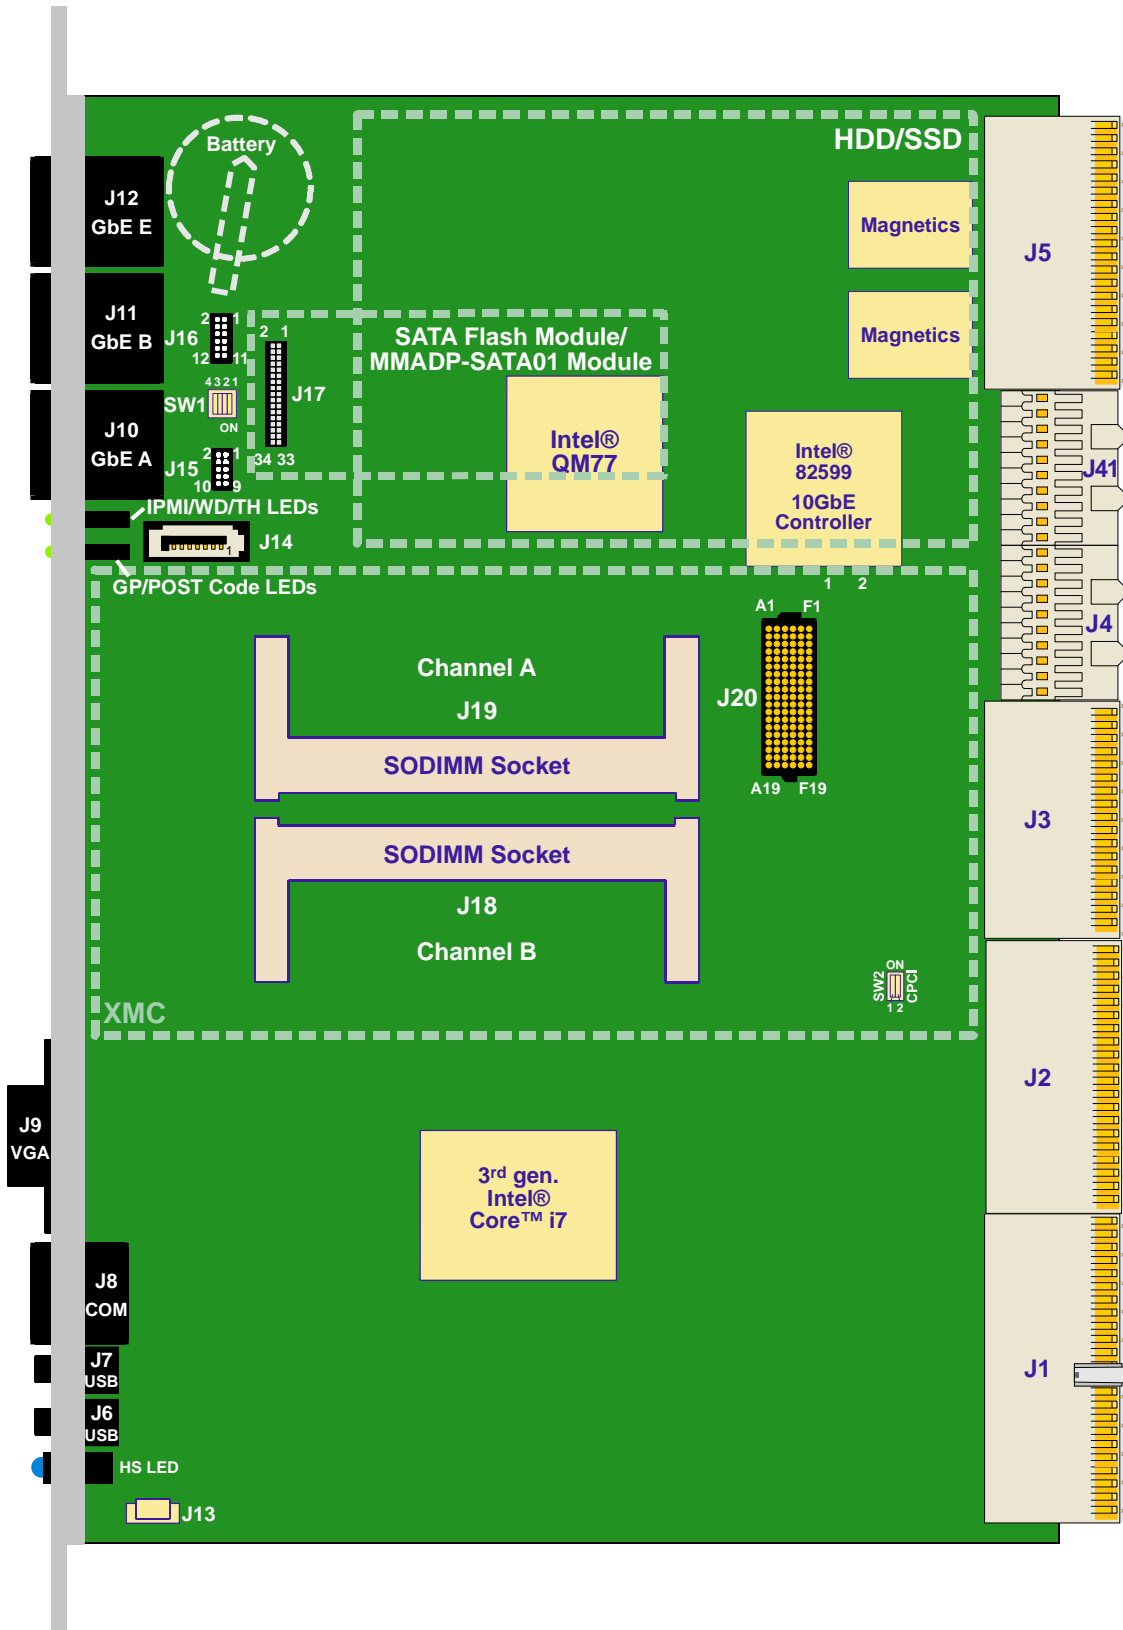 Battery
HDD/SSD
J12
GbE E
Magnetics
J5
J11
GbE B
J16
2 1
12 11
2 1
SATA Flash Module/
MMADP-SATA01 Module
Magnetics
J17
34 33
4 3 2 1
SW1
ON
J10
GbE A
J15
2 1
10 9
Intel®
QM77
Intel®
82599
10GbE
Controller
J41
IPMI/WD/TH LEDs
1
J14
GP/POST Code LEDs
1 2
A1 F1
J4
Channel A
J19
J20
SODIMM Socket
A19 F19
J3
SODIMM Socket
J18
Channel B
ON
SW2
CPCI
1 2
XMC
J2
J9
VGA
3rd gen.
Intel®
Core™ i7
J8
COM
J7
USB
J1
J6
USB
HS LED
J13